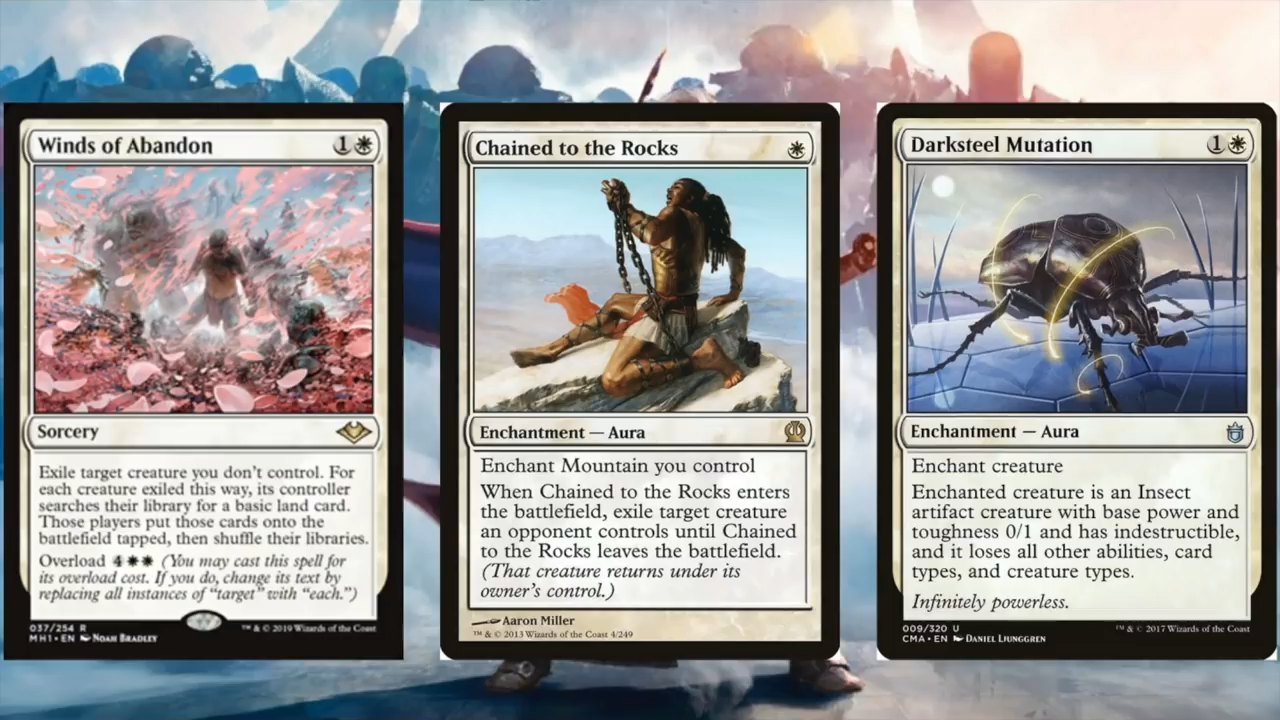 Winds of Abandon 1
Sorcery
Exile target creature you don't control. For
each creature exiled this way, its controller
searches their library for a basic land card.
Those players put those cards onto the
battlefield tapped, then shuffle their libraries.
Overload 4 (You may cast this spell for
its overload cost. If you do, change its text by
replacing all instances of "target" with "each.")
037/254 R
MH1 • EN Noah Bradley
™ & © 2019 Wizards of the Coast
Chained to the Rocks
Enchantment — Aura
Enchant Mountain you control
When Chained to the Rocks enters
the battlefield, exile target creature
an opponent controls until Chained
to the Rocks leaves the battlefield.
(That creature returns under its
owner's control.)
Aaron Miller
™ & © 2013 Wizards of the Coast 4/249
Darksteel Mutation 1
Enchantment — Aura
Enchant creature
Enchanted creature is an Insect
artifact creature with base power and
toughness 0/1 and has indestructible,
and it loses all other abilities, card
types, and creature types.
Infinitely powerless.
009/320 U
CMA • EN Daniel Ljunggren
™ & © 2017 Wizards of the Coast